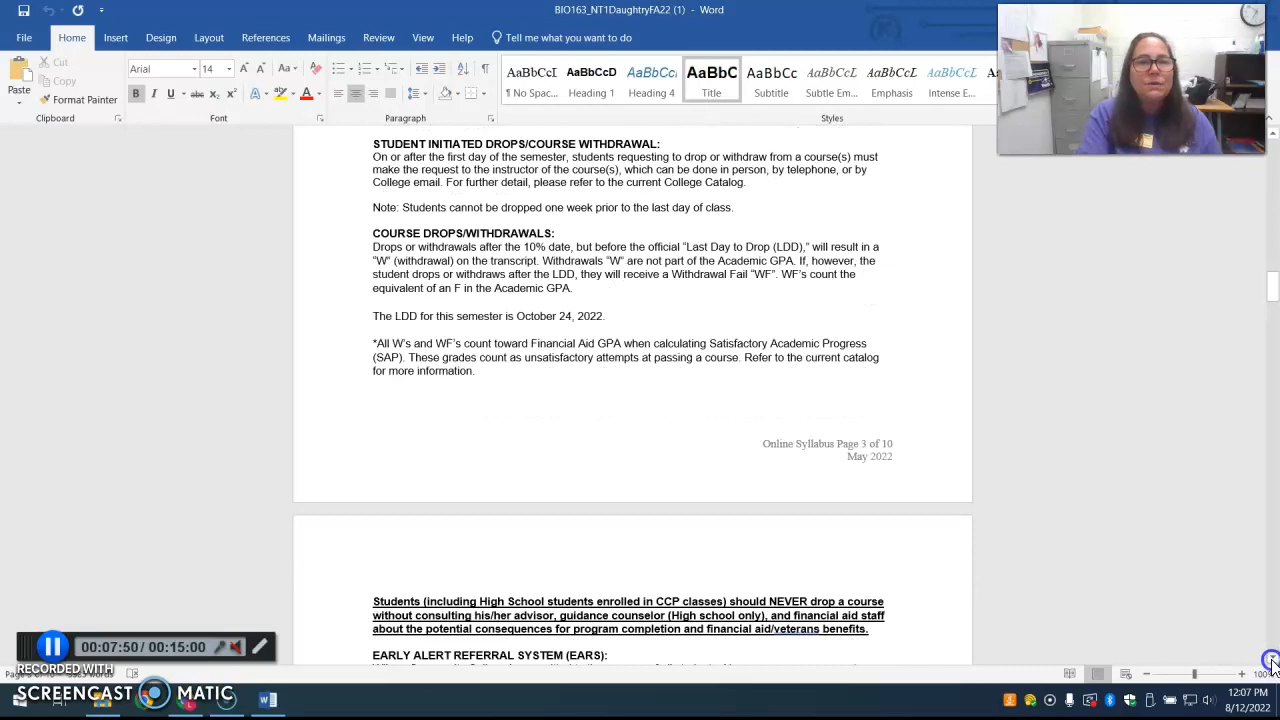 BIO163_NT1DaughtryFA22 (1) - Word
File Home Insert Design Layout References Mailings Review View Help Tell me what you want to do
Paste
Cut
Copy
Format Painter
Arial 14
AaBbCcI AaBbCcD AaBbCcI AaBbC AaBbCc AaBbCcL AaBbCcL AaBbCcL
¶ No Spac... Heading 1 Heading 4 Title Subtitle Subtle Em... Emphasis Intense E...
Clipboard Font Paragraph Styles
STUDENT INITIATED DROPS/COURSE WITHDRAWAL:
On or after the first day of the semester, students requesting to drop or withdraw from a course(s) must
make the request to the instructor of the course(s), which can be done in person, by telephone, or by
College email. For further detail, please refer to the current College Catalog.
Note: Students cannot be dropped one week prior to the last day of class.
COURSE DROPS/WITHDRAWALS:
Drops or withdrawals after the 10% date, but before the official “Last Day to Drop (LDD),” will result in a
“W” (withdrawal) on the transcript. Withdrawals “W” are not part of the Academic GPA. If, however, the
student drops or withdraws after the LDD, they will receive a Withdrawal Fail “WF”. WF’s count the
equivalent of an F in the Academic GPA.
The LDD for this semester is October 24, 2022.
*All W’s and WF’s count toward Financial Aid GPA when calculating Satisfactory Academic Progress
(SAP). These grades count as unsatisfactory attempts at passing a course. Refer to the current catalog
for more information.
Online Syllabus Page 3 of 10
May 2022
Students (including High School students enrolled in CCP classes) should NEVER drop a course
without consulting his/her advisor, guidance counselor (High school only), and financial aid staff
about the potential consequences for program completion and financial aid/veterans benefits.
EARLY ALERT REFERRAL SYSTEM (EARS):
00:07:50 / 00:15:00
RECORDED WITH
SCREENCAST MATIC
100%
12:07 PM
8/12/2022